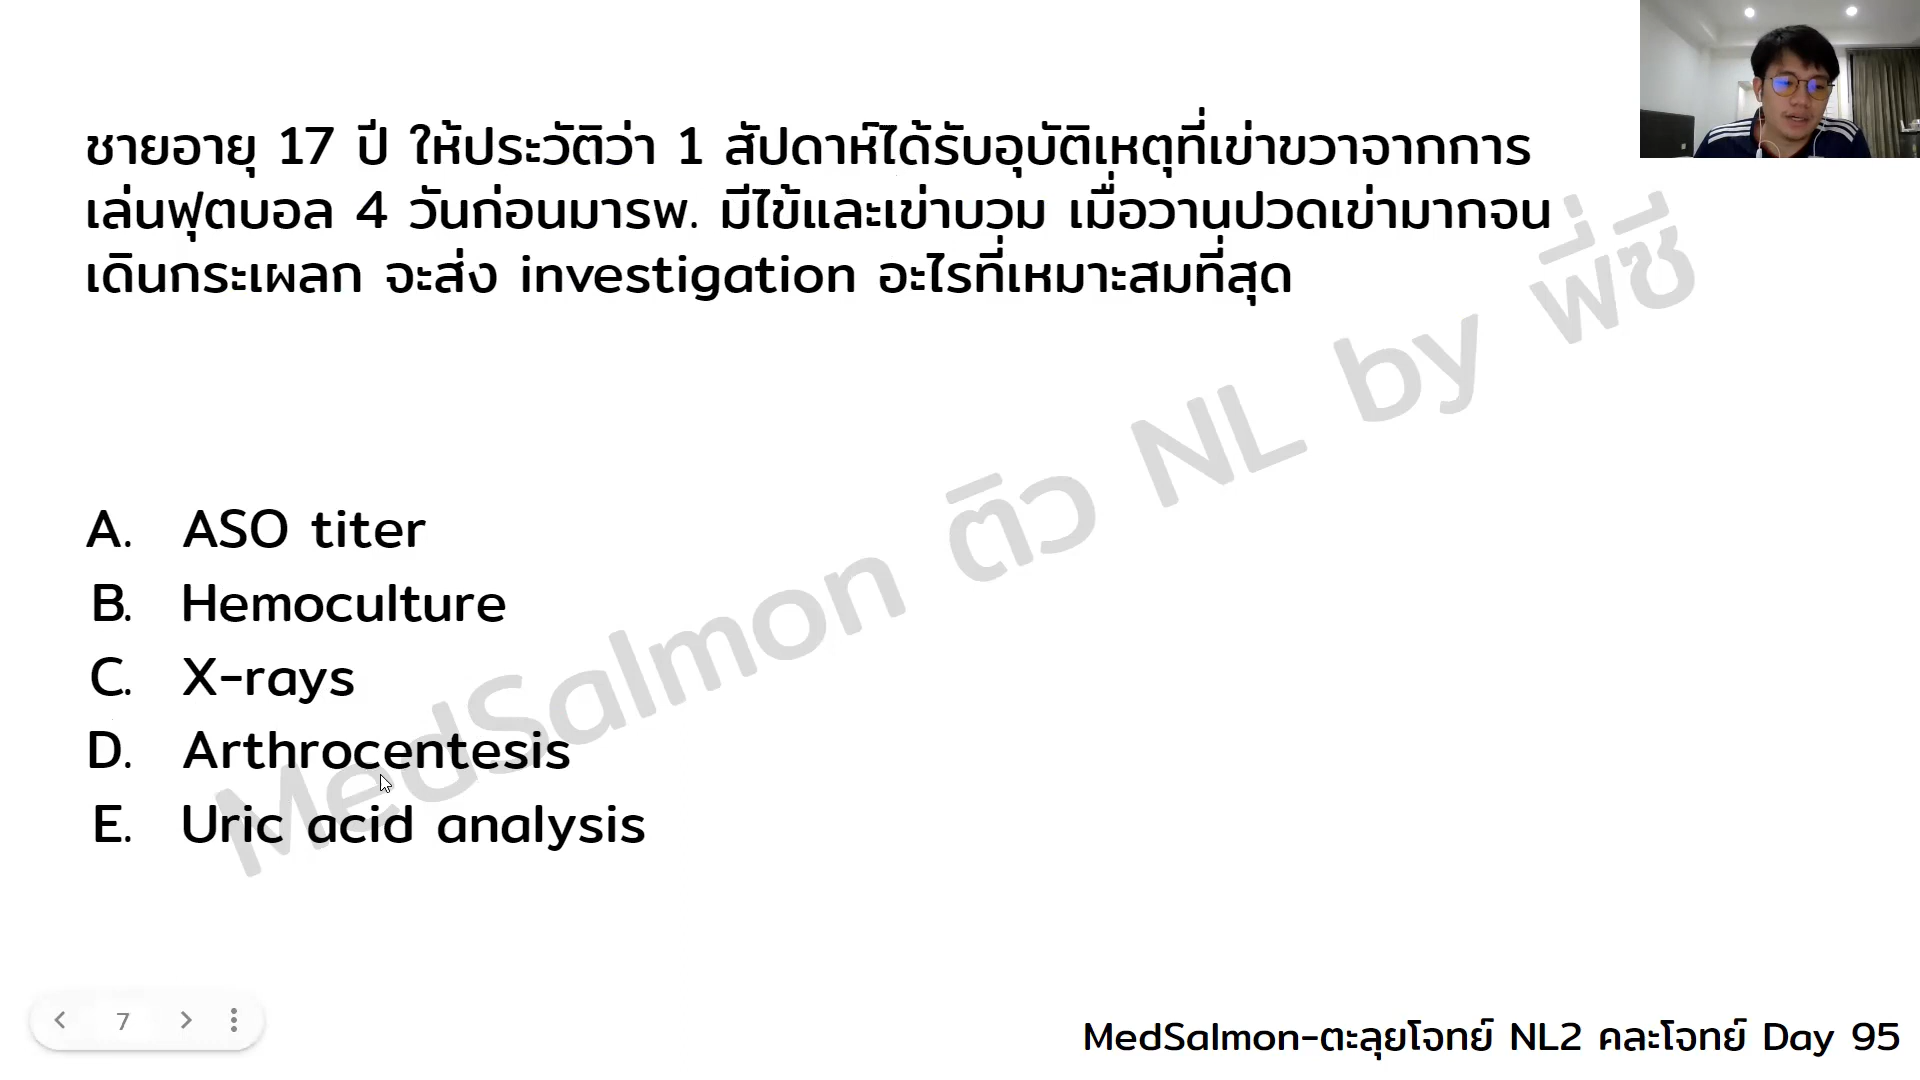 ชายอายุ 17 ปี ให้ประวัติว่า 1 สัปดาห์ได้รับอุบัติเหตุที่เข่าขวาจากการ
เล่นฟุตบอล 4 วันก่อนมารพ. มีไข้และเข่าบวม เมื่อวานปวดเข่ามากจน
เดินกระเผลก จะส่ง investigation อะไรที่เหมาะสมที่สุด
MedSalmon ติว NL by พี่ซี
A. ASO titer
B. Hemoculture
C. X-rays
D. Arthrocentesis
E. Uric acid analysis
7
MedSalmon-ตะลุยโจทย์ NL2 คละโจทย์ Day 95